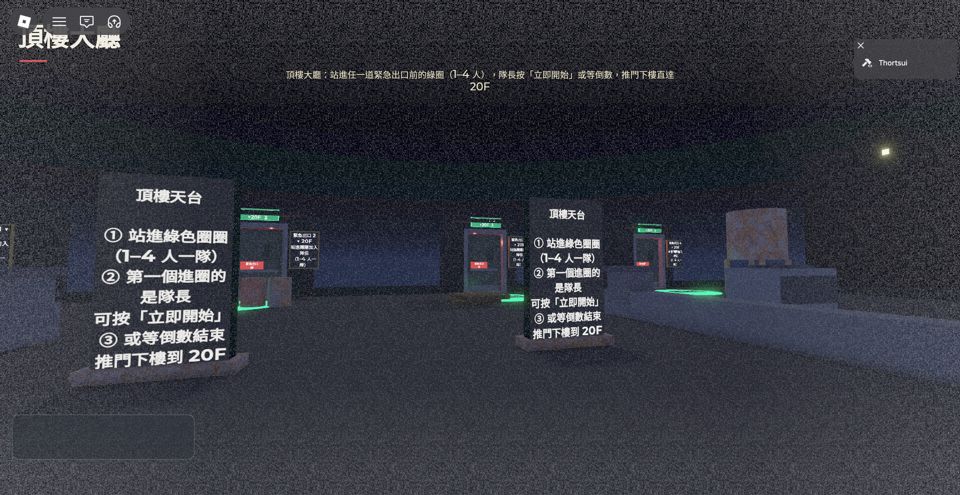 頂樓大廳
頂樓大廳：站進任一道緊急出口前的綠圈（1–4 人），隊長按「立即開始」或等倒數，推門下樓直達
20F
Thortsui
頂樓天台
① 站進綠色圈圈
（1–4 人一隊）
② 第一個進圈的
是隊長
可按「立即開始」
③ 或等倒數結束
推門下樓到 20F
緊急出口 2
頂樓天台
① 站進綠色圈圈
（1–4 人一隊）
② 第一個進圈的
是隊長
可按「立即開始」
③ 或等倒數結束
推門下樓到 20F